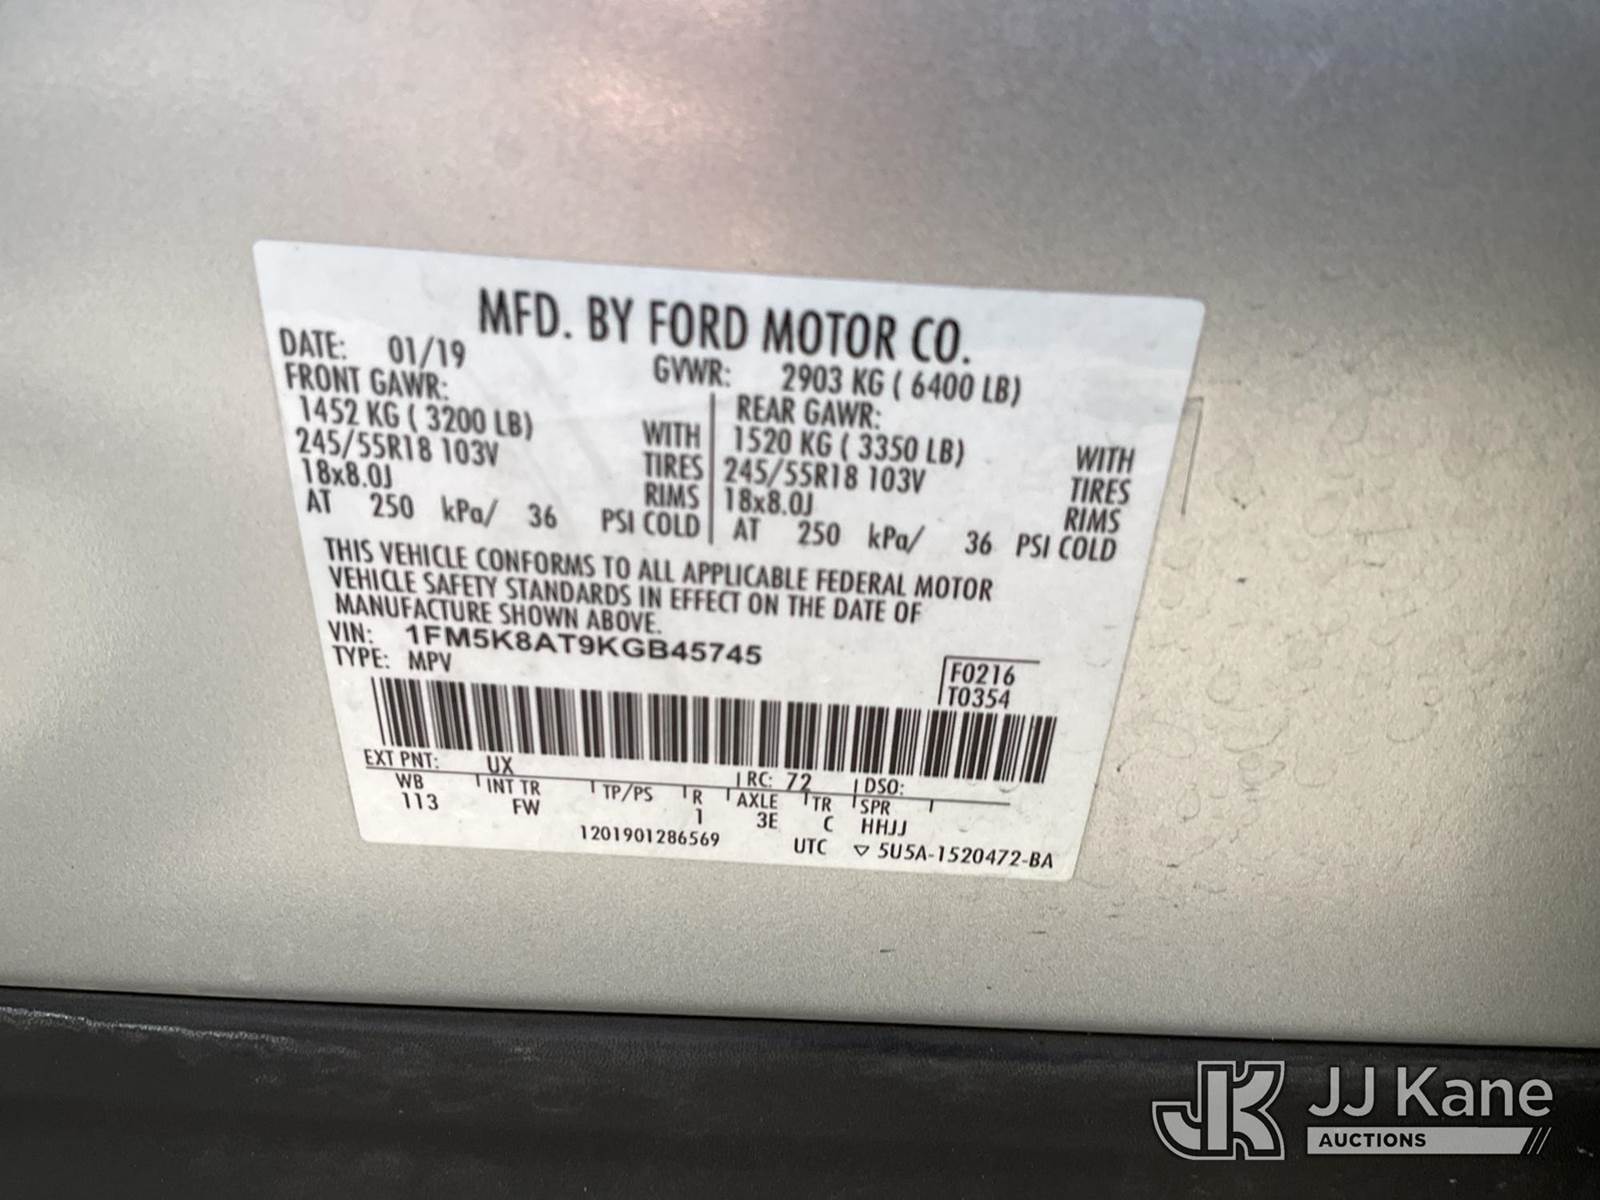 MFD. BY FORD MOTOR CO.
DATE: 01/19 GVWR: 2903 KG ( 6400 LB)
FRONT GAWR: REAR GAWR:
1452 KG ( 3200 LB) WITH 1520 KG ( 3350 LB) WITH
245/55R18 103V TIRES 245/55R18 103V TIRES
18x8.0J RIMS 18x8.0J RIMS
AT 250 kPa/ 36 PSI COLD AT 250 kPa/ 36 PSI COLD
THIS VEHICLE CONFORMS TO ALL APPLICABLE FEDERAL MOTOR
VEHICLE SAFETY STANDARDS IN EFFECT ON THE DATE OF
MANUFACTURE SHOWN ABOVE.
VIN: 1FM5K8AT9KGB45745
TYPE: MPV
F0216
T0354
EXT PNT: UX RC: 72 DSO:
WB INT TR TP/PS R AXLE TR SPR
113 FW 1 3E C HHJJ
1201901286569 UTC ▽ 5U5A-1520472-BA
JK JJ Kane
AUCTIONS